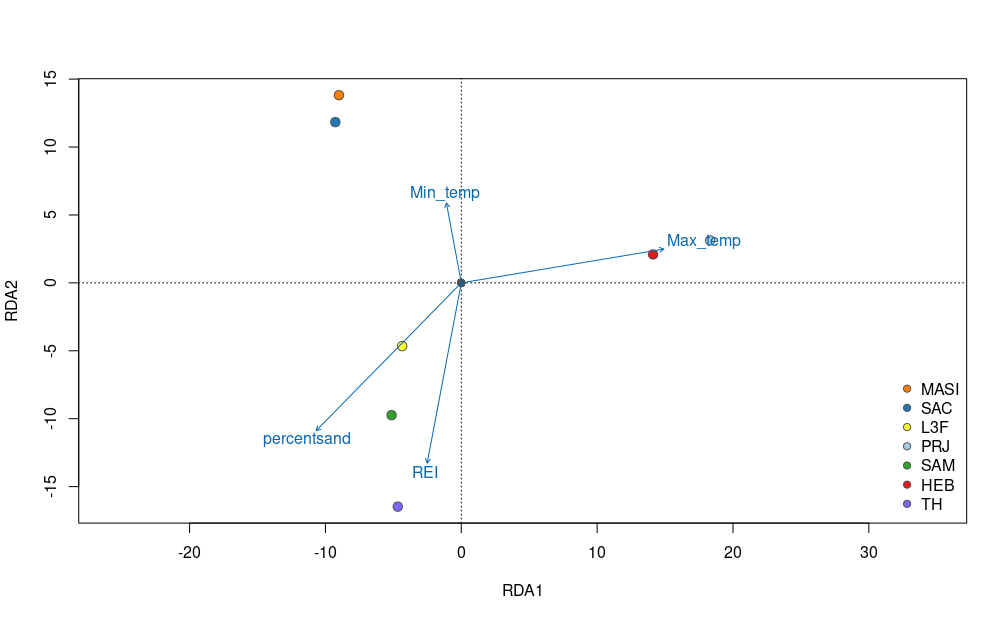 15
10
5
0
-5
-10
-15
RDA2
Min_temp
Max_temp
percentsand
REI
MASI
SAC
L3F
PRJ
SAM
HEB
TH
-20
-10
0
10
20
30
RDA1